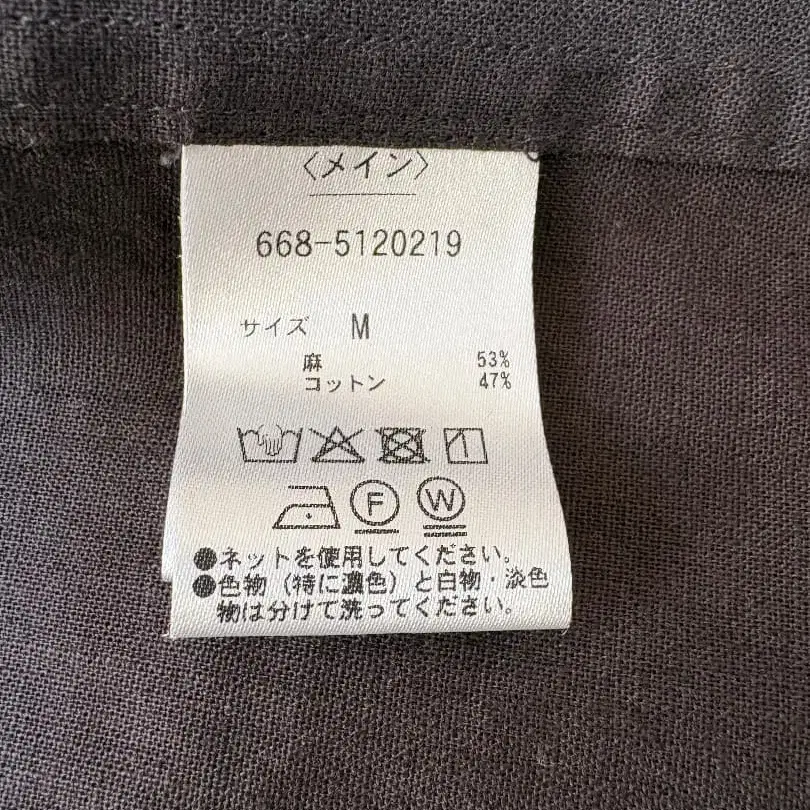 〈メイン〉
668-5120219
サイズ M
麻 53%
コットン 47%
F W
●ネットを使用してください。
●色物（特に濃色）と白物・淡色
物は分けて洗ってください。